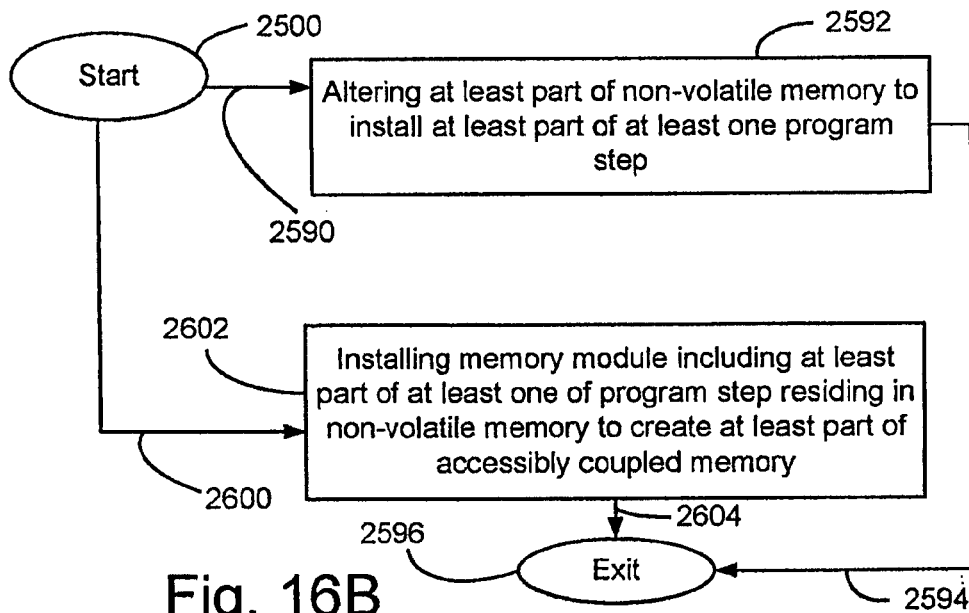 2500
2592
Start
Altering at least part of non-volatile memory to
install at least part of at least one program
step
2590
2602
Installing memory module including at least
part of at least one of program step residing in
non-volatile memory to create at least part of
accessibly coupled memory
2600
2604
2596
Exit
2594
Fig. 16B